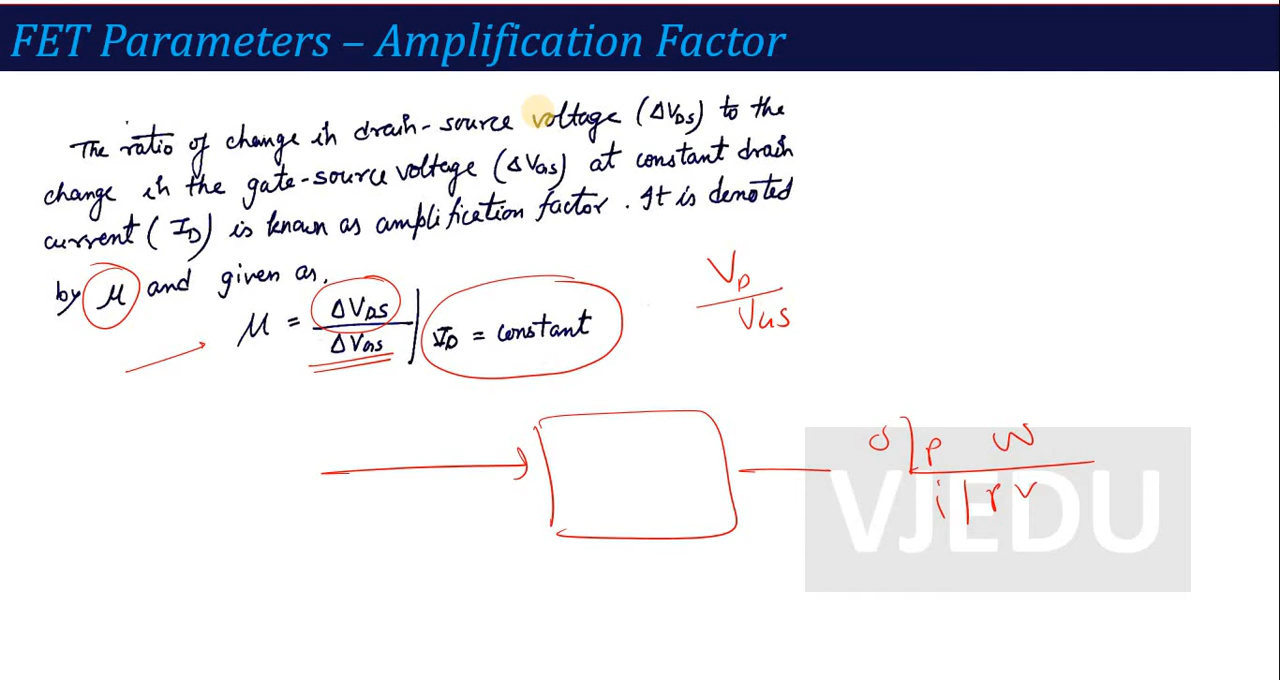 FET Parameters – Amplification Factor
The ratio of change in drain-source voltage (ΔVDS) to the
change in the gate-source voltage (ΔVGS) at constant drain
current (ID) is known as amplification factor. It is denoted
by μ and given as,
μ = ΔVDS / ΔVGS | ID = constant
VD
VGS
o/p
i/p v
VJEDU